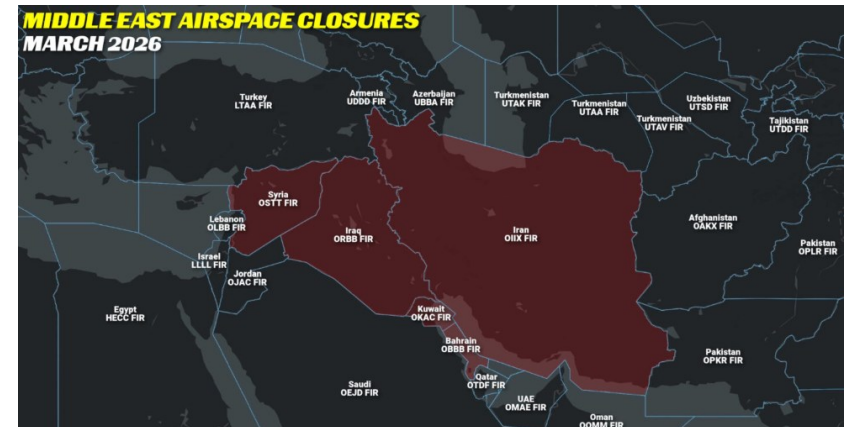 MIDDLE EAST AIRSPACE CLOSURES
MARCH 2026
Turkey
LTAA FIR
Armenia
UDDD FIR
Azerbaijan
UBBA FIR
Turkmenistan
UTAK FIR
Turkmenistan
UTAA FIR
Turkmenistan
UTAV FIR
Uzbekistan
UTSD FIR
Tajikistan
UTDD FIR
Syria
OSTT FIR
Lebanon
OLBB FIR
Iraq
ORBB FIR
Iran
OIIX FIR
Afghanistan
OAKX FIR
Pakistan
OPLR FIR
Israel
LLLL FIR
Jordan
OJAC FIR
Egypt
HECC FIR
Kuwait
OKAC FIR
Bahrain
OBBB FIR
Pakistan
OPKR FIR
Saudi
OEJD FIR
Qatar
OTDF FIR
UAE
OMAE FIR
Oman
OOMM FIR